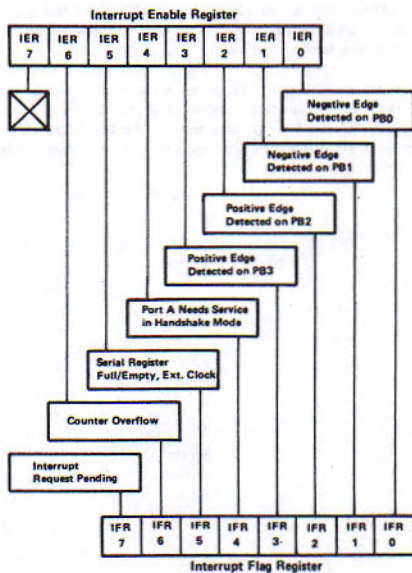 Interrupt Enable Register
IER IER IER IER IER IER IER IER
7 6 5 4 3 2 1 0
Negative Edge
Detected on PB0
Negative Edge
Detected on PB1
Positive Edge
Detected on PB2
Positive Edge
Detected on PB3
Port A Needs Service
in Handshake Mode
Serial Register
Full/Empty, Ext. Clock
Counter Overflow
Interrupt
Request Pending
IFR IFR IFR IFR IFR IFR IFR IFR
7 6 5 4 3 2 1 0
Interrupt Flag Register